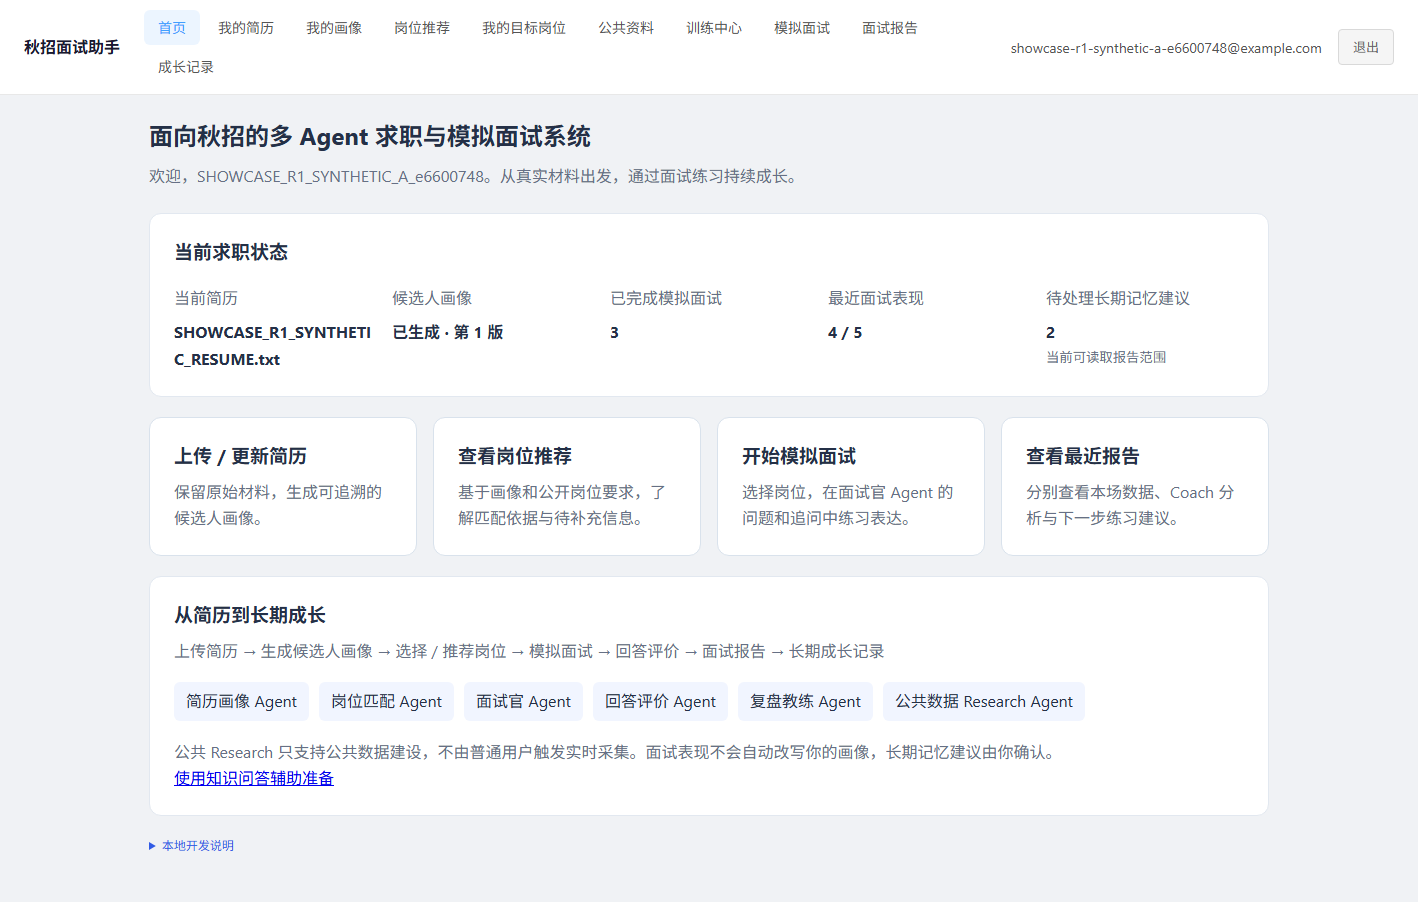 秋招面试助手
首页 我的简历 我的画像 岗位推荐 我的目标岗位 公共资料 训练中心 模拟面试 面试报告
成长记录
showcase-r1-synthetic-a-e6600748@example.com 退出
面向秋招的多 Agent 求职与模拟面试系统
欢迎，SHOWCASE_R1_SYNTHETIC_A_e6600748。从真实材料出发，通过面试练习持续成长。
当前求职状态
当前简历
SHOWCASE_R1_SYNTHETI
C_RESUME.txt
候选人画像
已生成 · 第 1 版
已完成模拟面试
3
最近面试表现
4 / 5
待处理长期记忆建议
2
当前可读取报告范围
上传 / 更新简历
保留原始材料，生成可追溯的
候选人画像。
查看岗位推荐
基于画像和公开岗位要求，了
解匹配依据与待补充信息。
开始模拟面试
选择岗位，在面试官 Agent 的
问题和追问中练习表达。
查看最近报告
分别查看本场数据、Coach 分
析与下一步练习建议。
从简历到长期成长
上传简历 → 生成候选人画像 → 选择 / 推荐岗位 → 模拟面试 → 回答评价 → 面试报告 → 长期成长记录
简历画像 Agent 岗位匹配 Agent 面试官 Agent 回答评价 Agent 复盘教练 Agent 公共数据 Research Agent
公共 Research 只支持公共数据建设，不由普通用户触发实时采集。面试表现不会自动改写你的画像，长期记忆建议由你确认。
使用知识问答辅助准备
▶ 本地开发说明